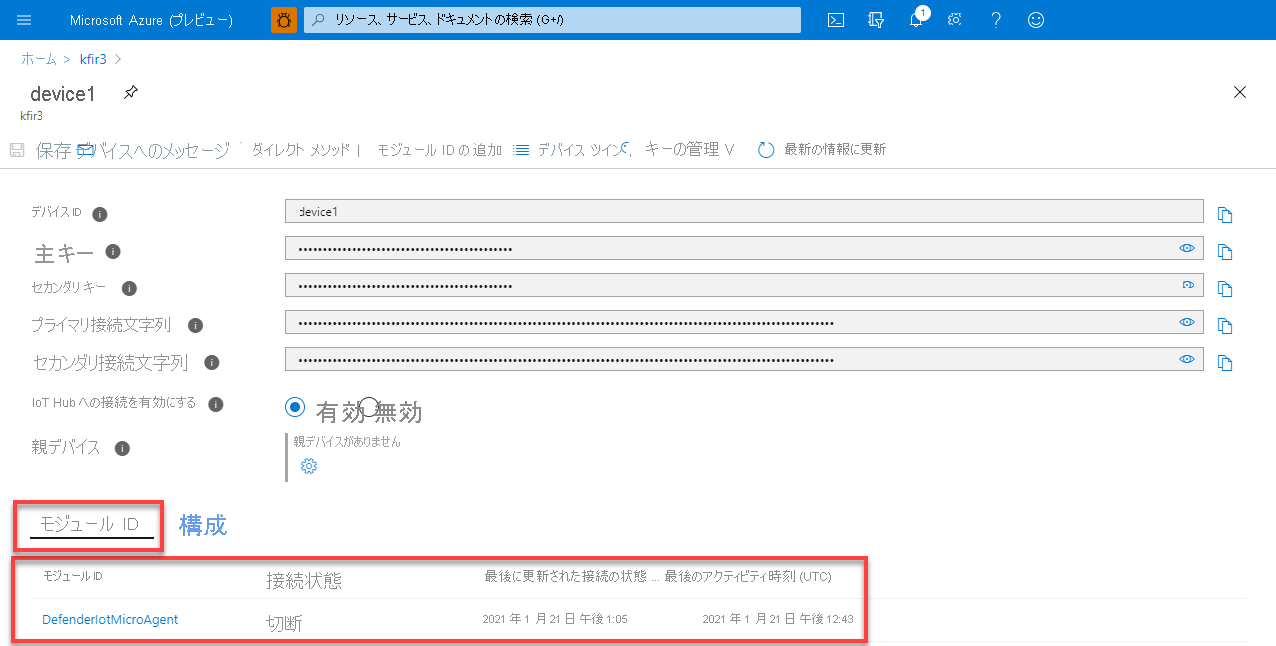 Microsoft Azure (プレビュー) リソース、サービス、ドキュメントの検索 (G+/) 1
ホーム > kfir3 >
device1
kfir3
保存 デバイスへのメッセージ ダイレクト メソッド | モジュール ID の追加 デバイス ツイン キーの管理 ∨ 最新の情報に更新
デバイス ID device1
主キー
セカンダリ キー
プライマリ接続文字列
セカンダリ接続文字列
IoT Hub への接続を有効にする 有効 無効
親デバイス 親デバイスがありません
モジュール ID 構成
モジュール ID 接続状態 最後に更新された接続の状態 ... 最後のアクティビティ時刻 (UTC)
DefenderIotMicroAgent 切断 2021 年 1 月 21 日 午後 1:05 2021 年 1 月 21 日 午後 12:43